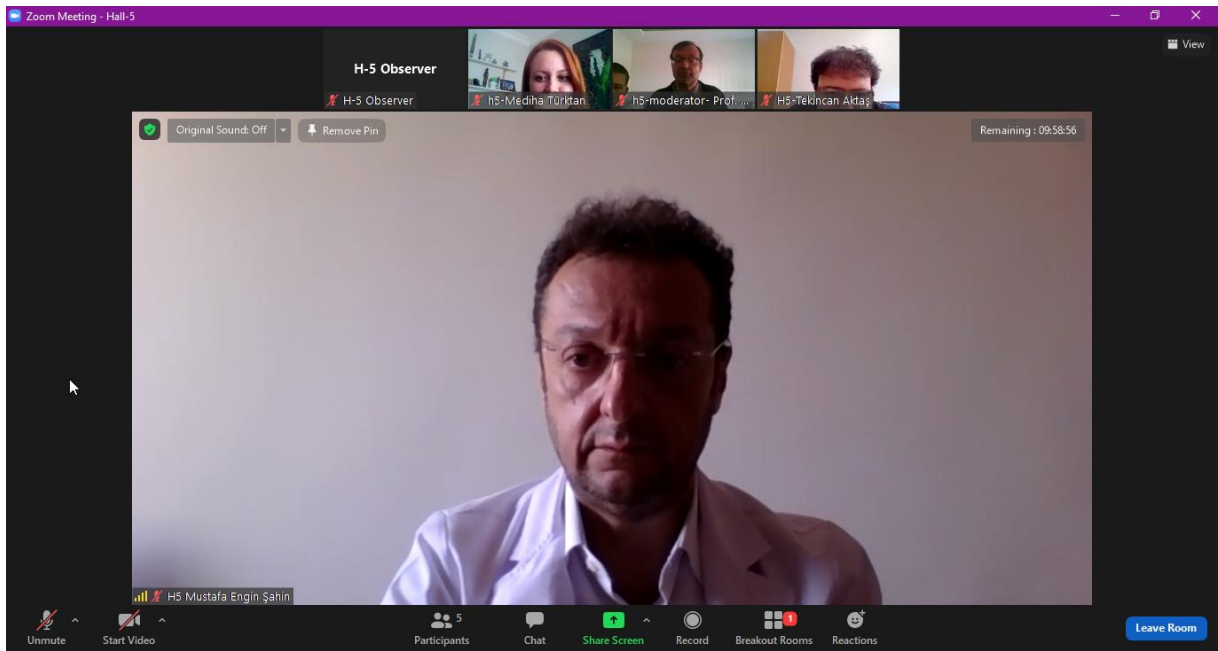 Zoom Meeting - Hall-5
View
H-5 Observer
H-5 Observer
h5-Mediha Türktan
h5-moderator- Prof. ...
H5-Tekincan Aktaş
Original Sound: Off
Remove Pin
Remaining : 09:58:56
H5 Mustafa Engin Şahin
Unmute
Start Video
5
Participants
Chat
Share Screen
Record
1
Breakout Rooms
Reactions
Leave Room